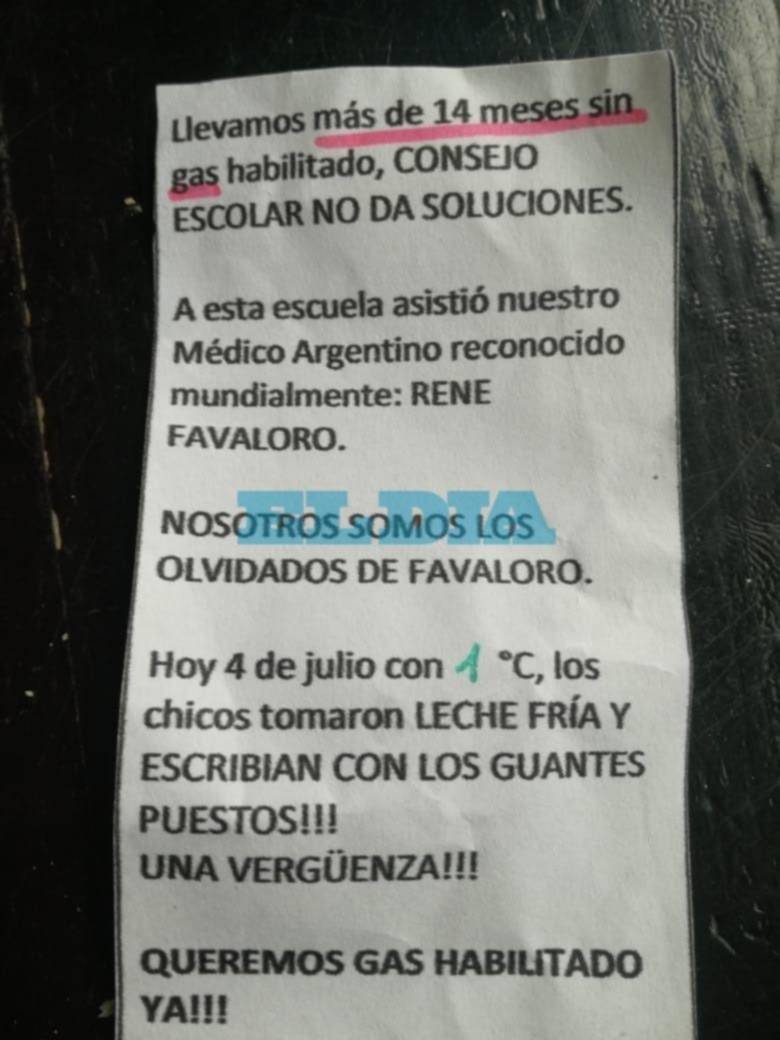 Llevamos más de 14 meses sin
gas habilitado, CONSEJO
ESCOLAR NO DA SOLUCIONES.
A esta escuela asistió nuestro
Médico Argentino reconocido
mundialmente: RENE
FAVALORO.
EL DIA
NOSOTROS SOMOS LOS
OLVIDADOS DE FAVALORO.
Hoy 4 de julio con 1 °C, los
chicos tomaron LECHE FRÍA Y
ESCRIBIAN CON LOS GUANTES
PUESTOS!!!
UNA VERGÜENZA!!!
QUEREMOS GAS HABILITADO
YA!!!